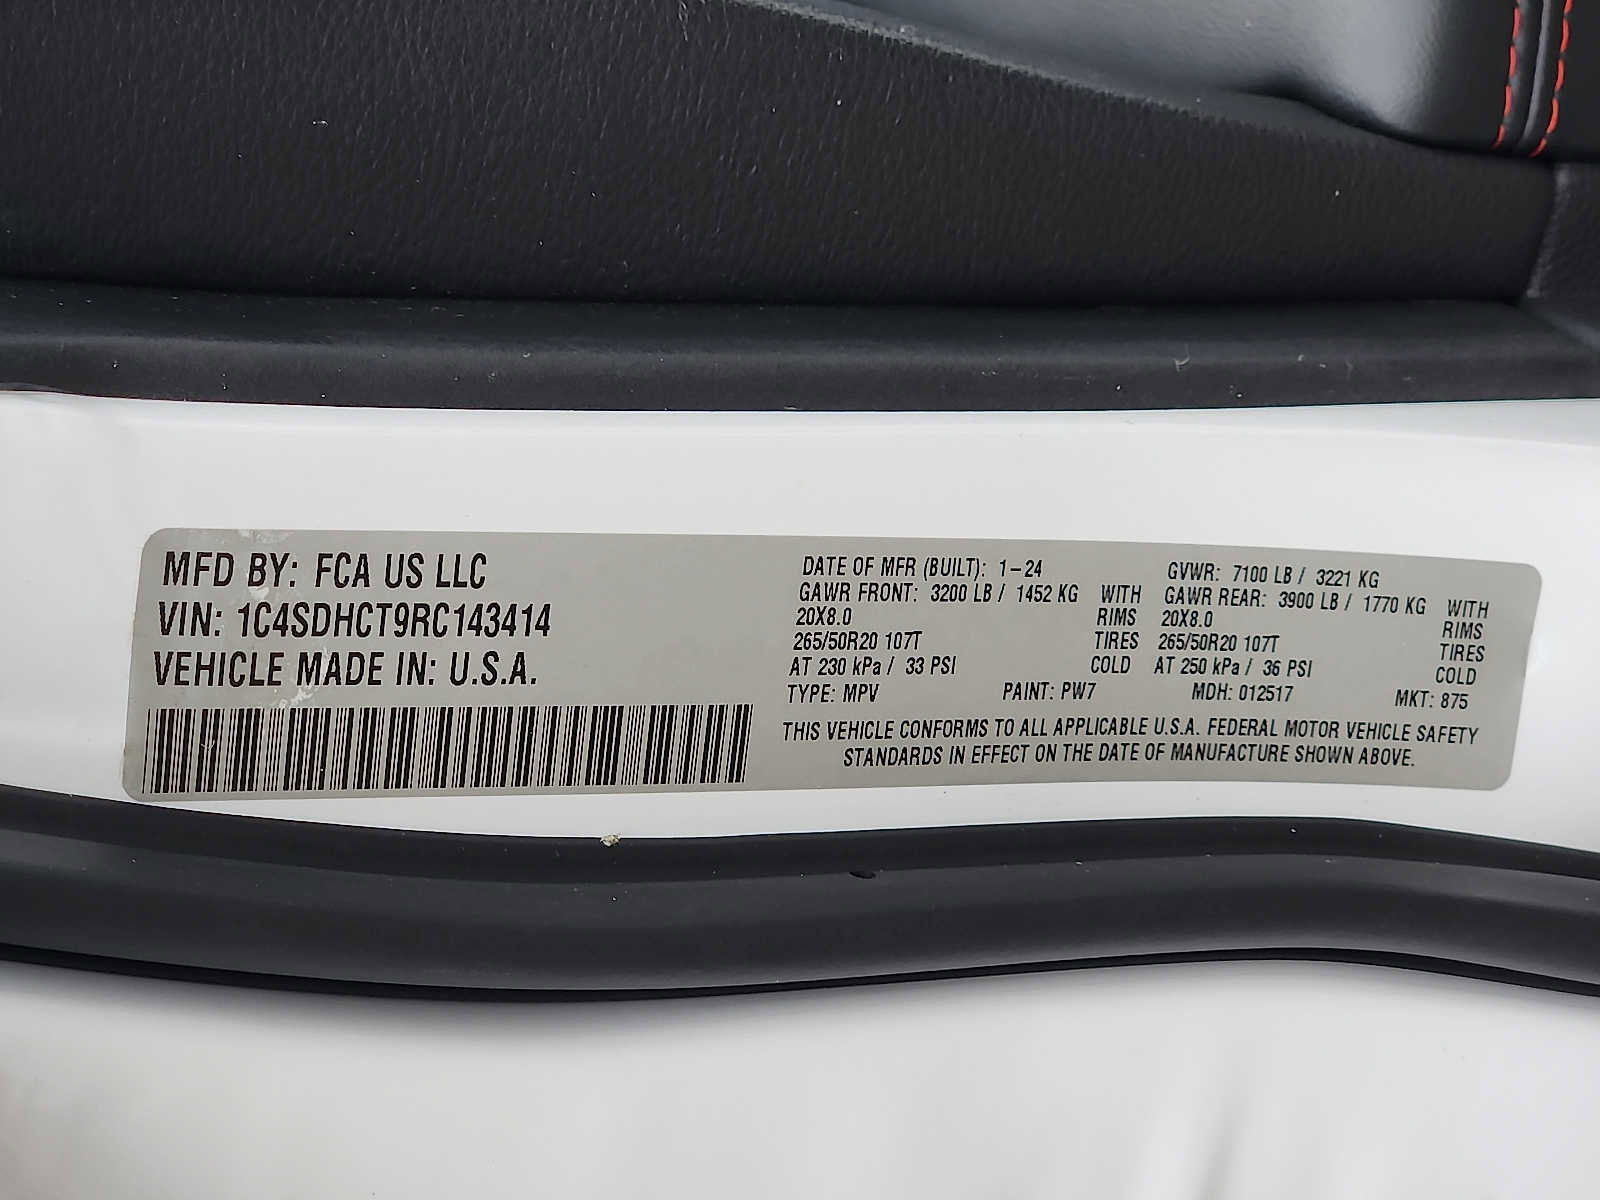 MFD BY: FCA US LLC
VIN: 1C4SDHCT9RC143414
VEHICLE MADE IN: U.S.A.
DATE OF MFR (BUILT): 1-24
GAWR FRONT: 3200 LB / 1452 KG WITH
20X8.0 RIMS
265/50R20 107T TIRES
AT 230 kPa / 33 PSI COLD
GVWR: 7100 LB / 3221 KG
GAWR REAR: 3900 LB / 1770 KG WITH
20X8.0 RIMS
265/50R20 107T TIRES
AT 250 kPa / 36 PSI COLD
TYPE: MPV PAINT: PW7 MDH: 012517 MKT: 875
THIS VEHICLE CONFORMS TO ALL APPLICABLE U.S.A. FEDERAL MOTOR VEHICLE SAFETY
STANDARDS IN EFFECT ON THE DATE OF MANUFACTURE SHOWN ABOVE.